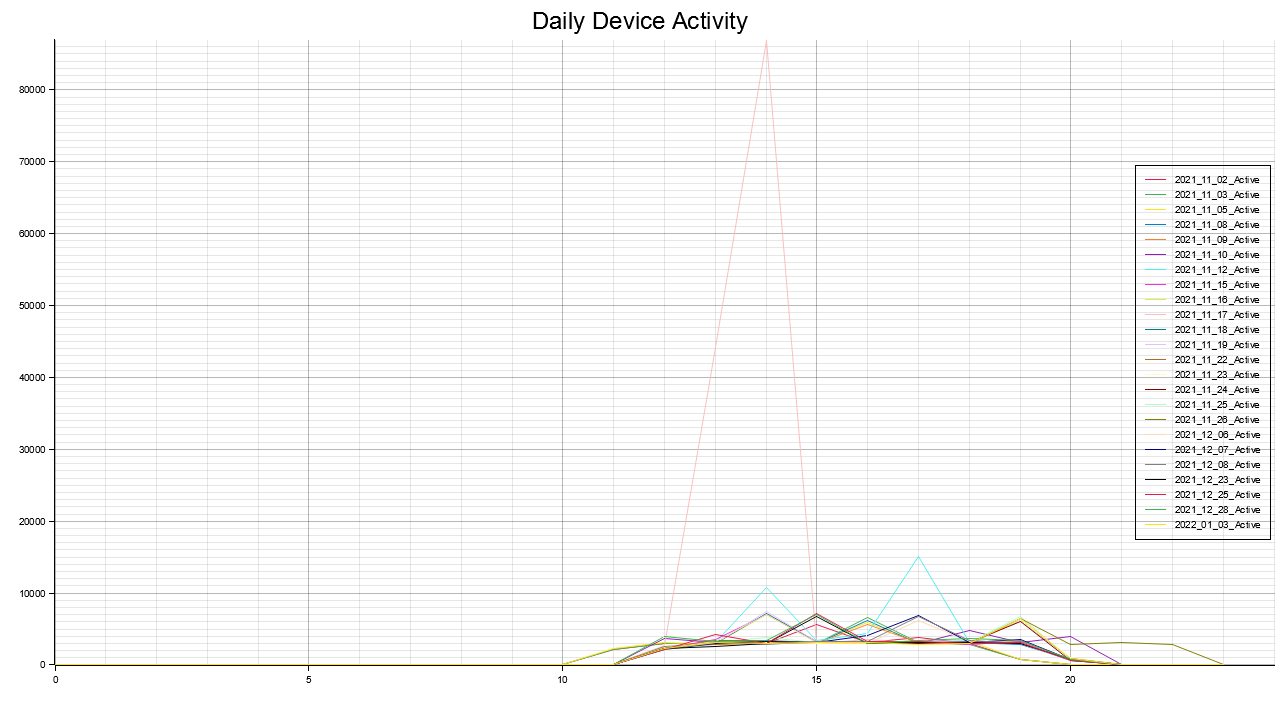 Daily Device Activity
80000
70000
60000
50000
40000
30000
20000
10000
0
0 5 10 15 20
2021_11_02_Active
2021_11_03_Active
2021_11_05_Active
2021_11_08_Active
2021_11_09_Active
2021_11_10_Active
2021_11_12_Active
2021_11_15_Active
2021_11_16_Active
2021_11_17_Active
2021_11_18_Active
2021_11_19_Active
2021_11_22_Active
2021_11_23_Active
2021_11_24_Active
2021_11_25_Active
2021_11_26_Active
2021_12_06_Active
2021_12_07_Active
2021_12_08_Active
2021_12_23_Active
2021_12_25_Active
2021_12_28_Active
2022_01_03_Active